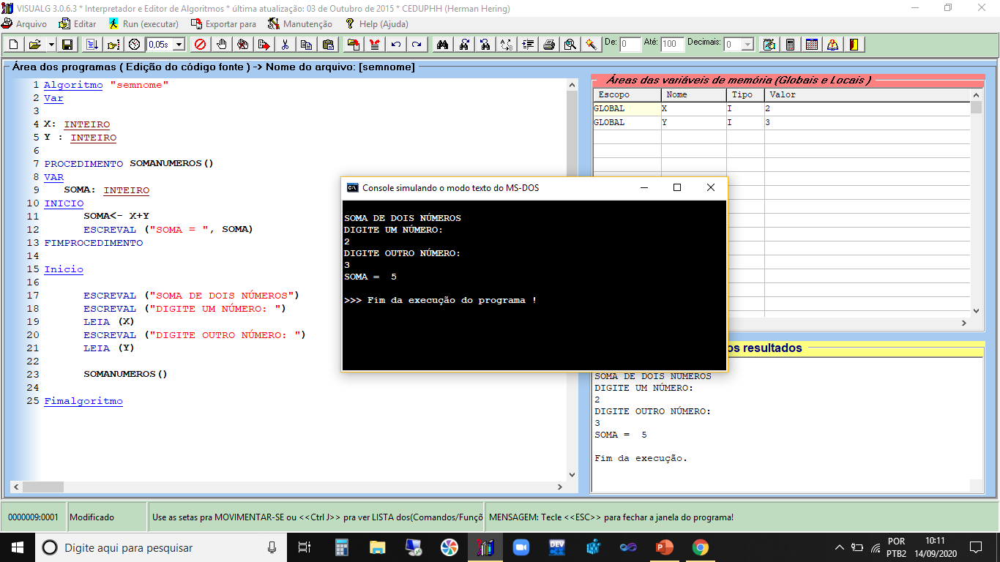 VISUALG 3.0.6.3 * Interpretador e Editor de Algoritmos * última atualização: 03 de Outubro de 2015 * CEDUPHH (Herman Hering)
Arquivo Editar Run (executar) Exportar para Manutenção Help (Ajuda)
0,05s De: 0 Até: 100 Decimais: 0
Área dos programas ( Edição do código fonte ) -> Nome do arquivo: [semnome]
1 Algoritmo "semnome"
2 Var
3
4 X: INTEIRO
5 Y : INTEIRO
6
7 PROCEDIMENTO SOMANUMEROS()
8 VAR
9 SOMA: INTEIRO
10 INICIO
11 SOMA<- X+Y
12 ESCREVAL ("SOMA = ", SOMA)
13 FIMPROCEDIMENTO
14
15 Inicio
16
17 ESCREVAL ("SOMA DE DOIS NÚMEROS")
18 ESCREVAL ("DIGITE UM NÚMERO: ")
19 LEIA (X)
20 ESCREVAL ("DIGITE OUTRO NÚMERO: ")
21 LEIA (Y)
22
23 SOMANUMEROS()
24
25 Fimalgoritmo
Áreas das variáveis de memória (Globais e Locais )
Escopo Nome Tipo Valor
GLOBAL X I 2
GLOBAL Y I 3
Console simulando o modo texto do MS-DOS
SOMA DE DOIS NÚMEROS
DIGITE UM NÚMERO:
2
DIGITE OUTRO NÚMERO:
3
SOMA = 5
>>> Fim da execução do programa !
os resultados
SOMA DE DOIS NÚMEROS
DIGITE UM NÚMERO:
2
DIGITE OUTRO NÚMERO:
3
SOMA = 5
Fim da execução.
0000009:0001 Modificado Use as setas pra MOVIMENTAR-SE ou <<Ctrl J>> pra ver LISTA dos(Comandos/Funçõ MENSAGEM: Tecle <<ESC>> para fechar a janela do programa!
Digite aqui para pesquisar
DEV
POR
PTB2
10:11
14/09/2020